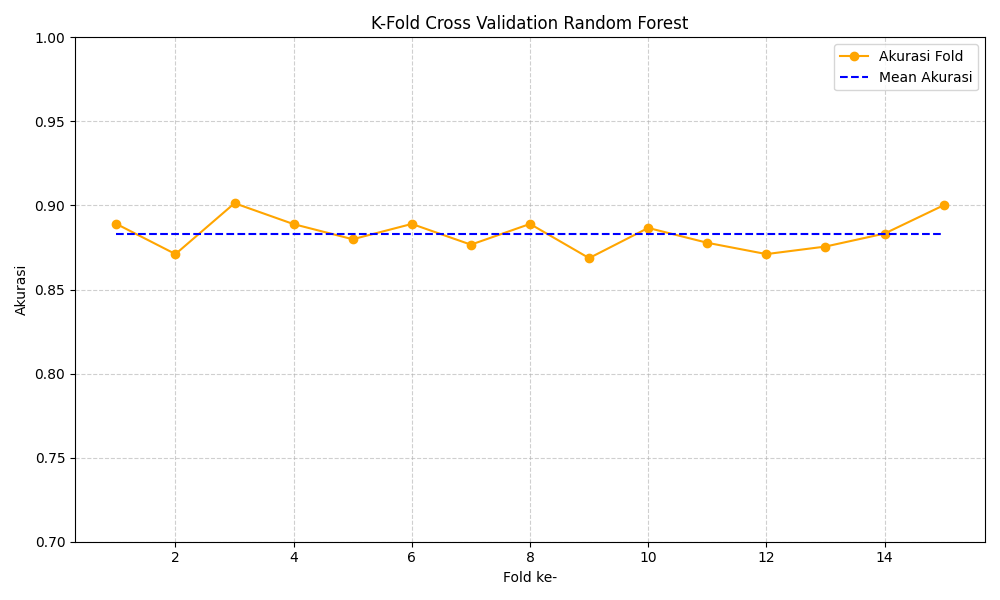 K-Fold Cross Validation Random Forest
1.00
0.95
0.90
0.85
0.80
0.75
0.70
Akurasi
Akurasi Fold
Mean Akurasi
2 4 6 8 10 12 14
Fold ke-